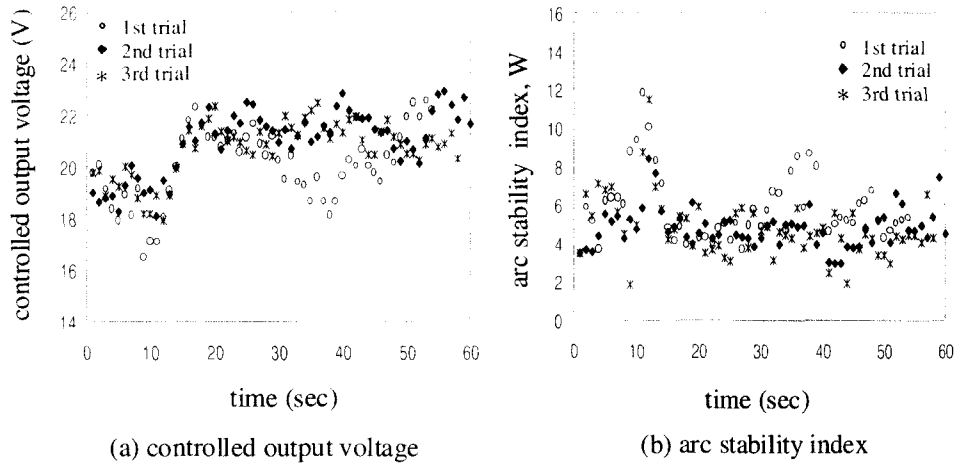 controlled output voltage (V)
26
24
22
20
18
16
14
1st trial
2nd trial
3rd trial
0 10 20 30 40 50 60
time (sec)
(a) controlled output voltage
arc stability index, W
16
14
12
10
8
6
4
2
0
1st trial
2nd trial
3rd trial
0 10 20 30 40 50 60
time (sec)
(b) arc stability index